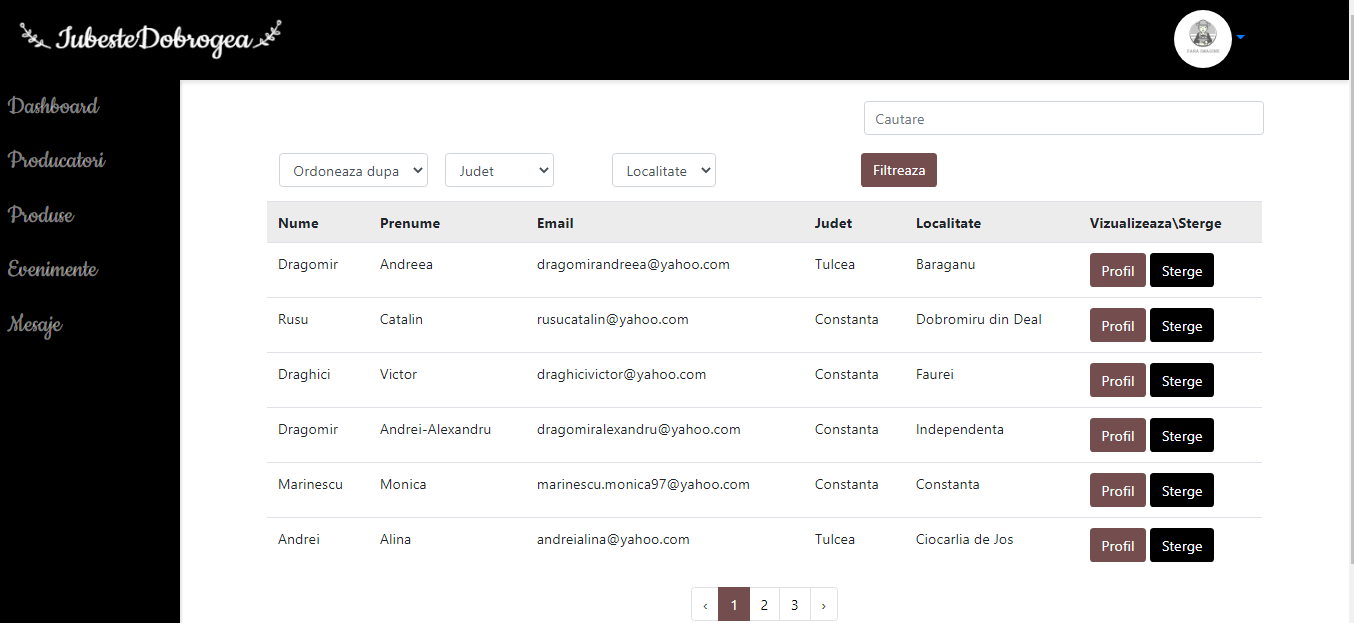 IubesteDobrogea
Dashboard
Producatori
Produse
Evenimente
Mesaje
Cautare
Ordoneaza dupa Judet Localitate Filtreaza
Nume Prenume Email Judet Localitate Vizualizeaza\Sterge
Dragomir Andreea dragomirandreea@yahoo.com Tulcea Baraganu Profil Sterge
Rusu Catalin rusucatalin@yahoo.com Constanta Dobromiru din Deal Profil Sterge
Draghici Victor draghicivictor@yahoo.com Constanta Faurei Profil Sterge
Dragomir Andrei-Alexandru dragomiralexandru@yahoo.com Constanta Independenta Profil Sterge
Marinescu Monica marinescu.monica97@yahoo.com Constanta Constanta Profil Sterge
Andrei Alina andreialina@yahoo.com Tulcea Ciocarlia de Jos Profil Sterge
‹ 1 2 3 ›